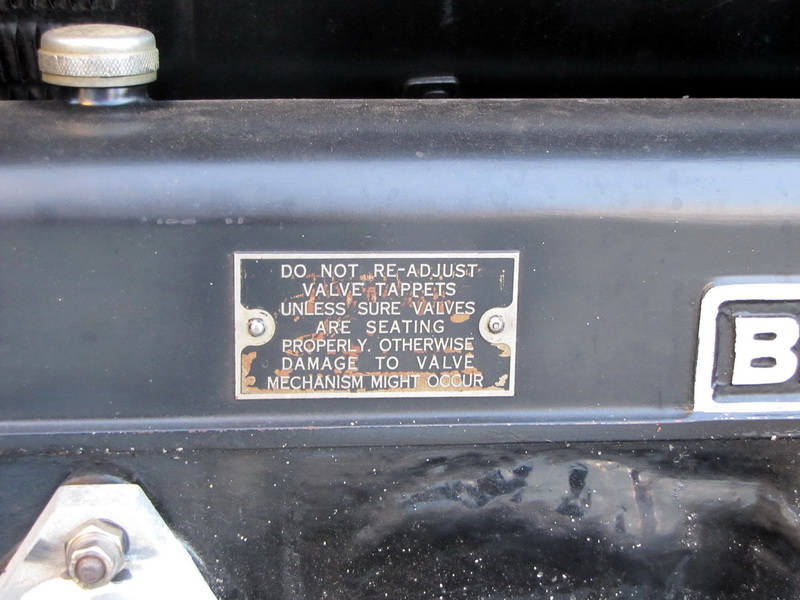 DO NOT RE-ADJUST
VALVE TAPPETS
UNLESS SURE VALVES
ARE SEATING
PROPERLY. OTHERWISE
DAMAGE TO VALVE
MECHANISM MIGHT OCCUR
B